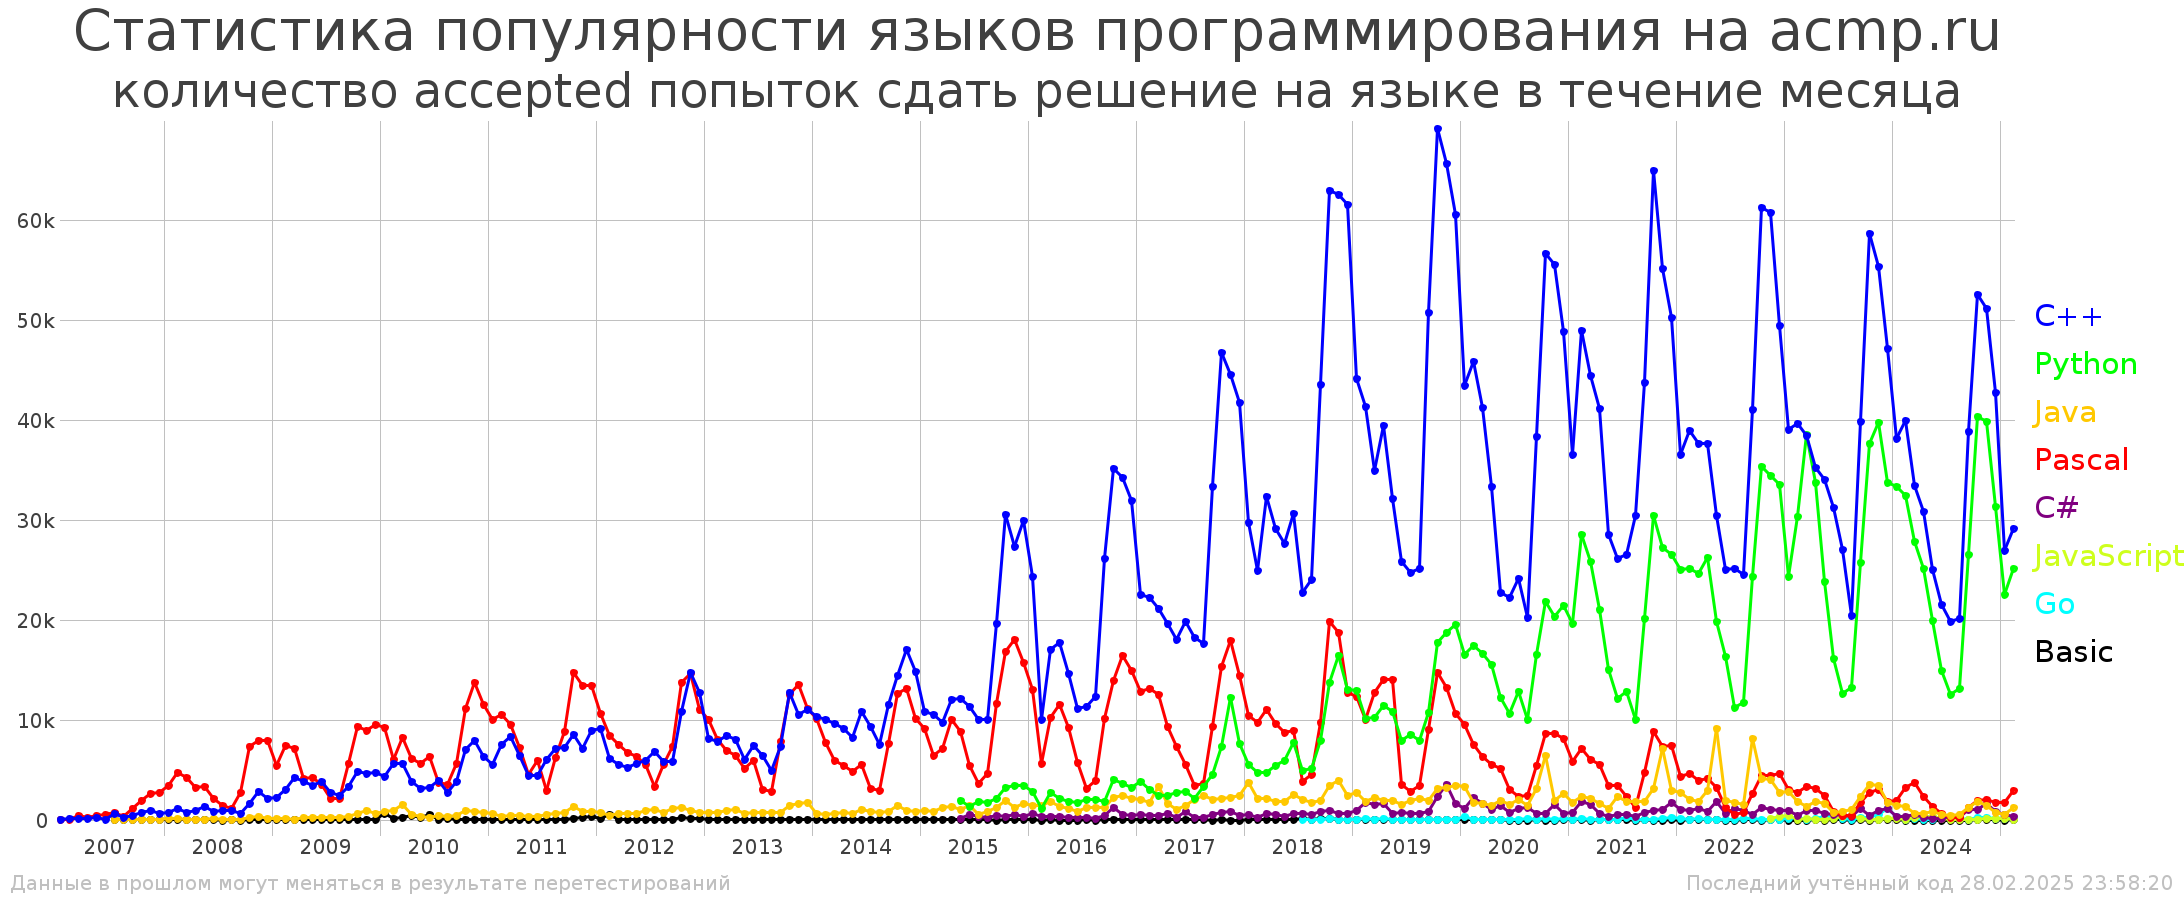 Статистика популярности языков программирования на acmp.ru
количество accepted попыток сдать решение на языке в течение месяца
60k
50k
40k
30k
20k
10k
0
C++
Python
Java
Pascal
C#
JavaScript
Go
Basic
2007 2008 2009 2010 2011 2012 2013 2014 2015 2016 2017 2018 2019 2020 2021 2022 2023 2024
Данные в прошлом могут меняться в результате перетестирований
Последний учтённый код 28.02.2025 23:58:20